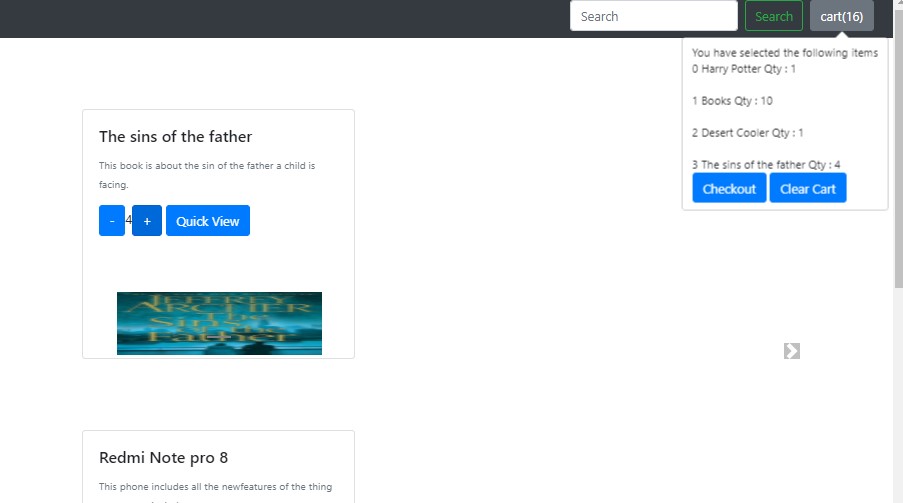 Search
Search
cart(16)
You have selected the following items
0 Harry Potter Qty : 1
1 Books Qty : 10
2 Desert Cooler Qty : 1
3 The sins of the father Qty : 4
Checkout
Clear Cart
The sins of the father
This book is about the sin of the father a child is
facing.
-
4
+
Quick View
JEFFREY
ARCHER
The
Sins
of the
Father
Redmi Note pro 8
This phone includes all the newfeatures of the thing